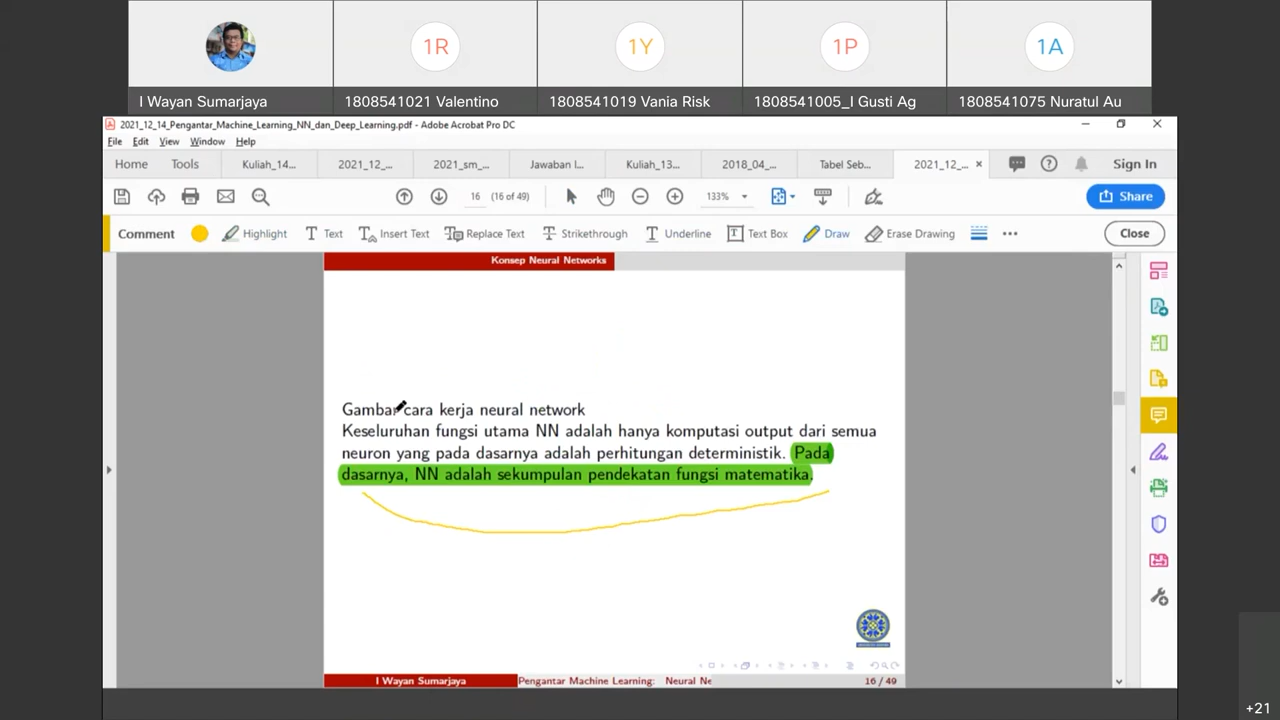 1R
1Y
1P
1A
I Wayan Sumarjaya
1808541021 Valentino
1808541019 Vania Risk
1808541005_I Gusti Ag
1808541075 Nuratul Au
2021_12_14_Pengantar_Machine_Learning_NN_dan_Deep_Learning.pdf - Adobe Acrobat Pro DC
File Edit View Window Help
Home Tools Kuliah_14... 2021_12_... 2021_sm_... Jawaban I... Kuliah_13... 2018_04_... Tabel Seb... 2021_12_... × Sign In
16 (16 of 49) 133% Share
Comment Highlight Text Insert Text Replace Text Strikethrough Underline Text Box Draw Erase Drawing Close
Konsep Neural Networks
Gambar cara kerja neural network
Keseluruhan fungsi utama NN adalah hanya komputasi output dari semua
neuron yang pada dasarnya adalah perhitungan deterministik. Pada
dasarnya, NN adalah sekumpulan pendekatan fungsi matematika.
I Wayan Sumarjaya Pengantar Machine Learning: Neural Ne 16 / 49
+21